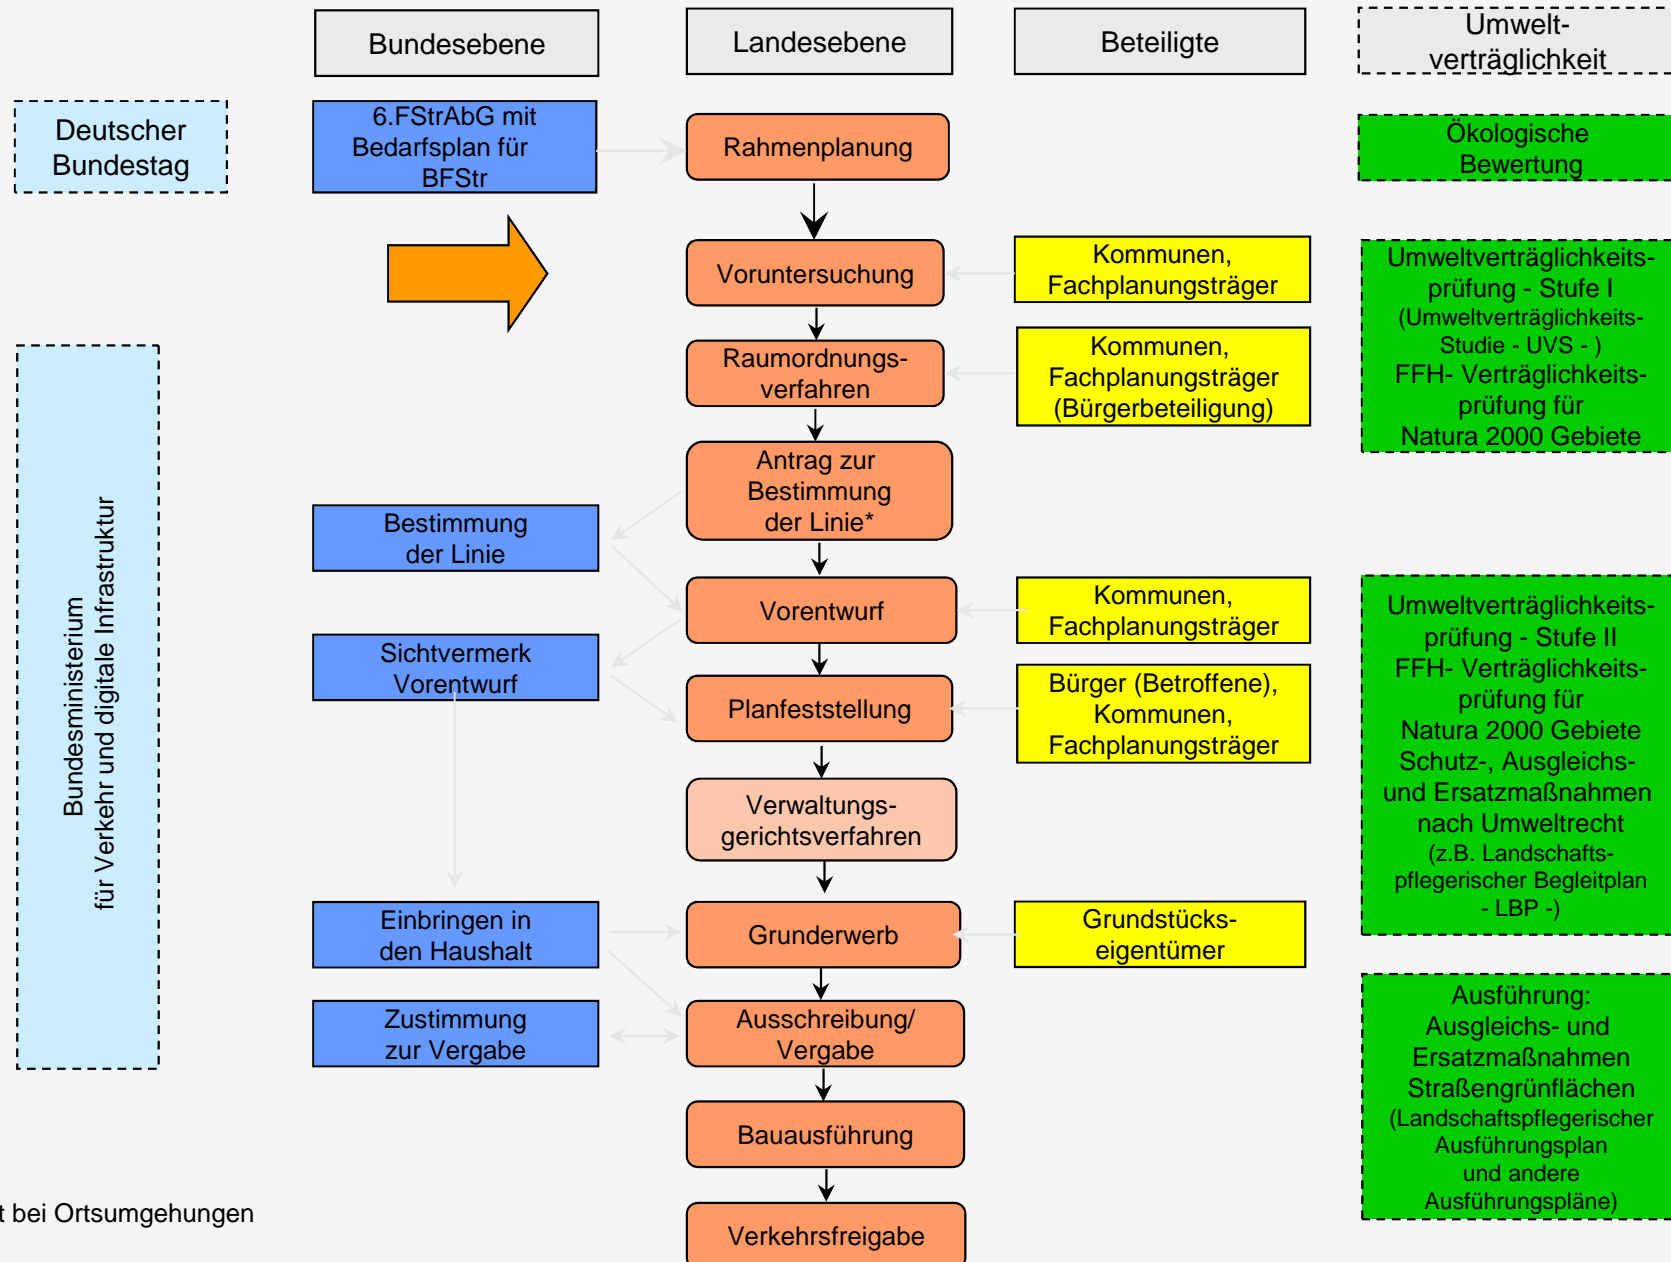 Bundesebene
Landesebene
Beteiligte
Umwelt-
verträglichkeit
Deutscher
Bundestag
6.FStrAbG mit
Bedarfsplan für
BFStr
Rahmenplanung
Ökologische
Bewertung
Voruntersuchung
Kommunen,
Fachplanungsträger
Umweltverträglichkeits-
prüfung - Stufe I
(Umweltverträglichkeits-
Studie - UVS - )
FFH- Verträglichkeits-
prüfung für
Natura 2000 Gebiete
Raumordnungs-
verfahren
Kommunen,
Fachplanungsträger
(Bürgerbeteiligung)
Bundesministerium
für Verkehr und digitale Infrastruktur
Antrag zur
Bestimmung
der Linie*
Bestimmung
der Linie
Vorentwurf
Kommunen,
Fachplanungsträger
Umweltverträglichkeits-
prüfung - Stufe II
FFH- Verträglichkeits-
prüfung für
Natura 2000 Gebiete
Schutz-, Ausgleichs-
und Ersatzmaßnahmen
nach Umweltrecht
(z.B. Landschafts-
pflegerischer Begleitplan
- LBP -)
Sichtvermerk
Vorentwurf
Planfeststellung
Bürger (Betroffene),
Kommunen,
Fachplanungsträger
Verwaltungs-
gerichtsverfahren
Einbringen in
den Haushalt
Grunderwerb
Grundstücks-
eigentümer
Zustimmung
zur Vergabe
Ausschreibung/
Vergabe
Ausführung:
Ausgleichs- und
Ersatzmaßnahmen
Straßengrünflächen
(Landschaftspflegerischer
Ausführungsplan
und andere
Ausführungspläne)
Bauausführung
Verkehrsfreigabe
t bei Ortsumgehungen